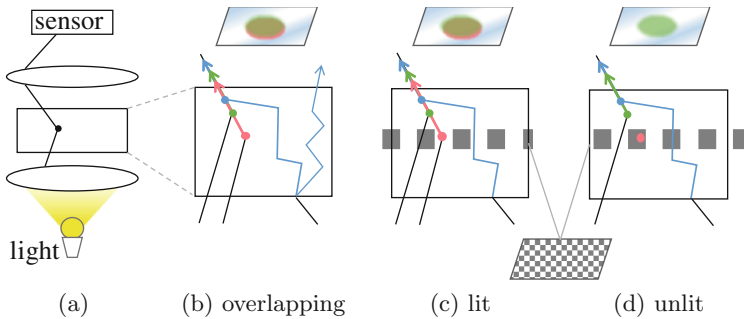 sensor
light
(a)
(b) overlapping
(c) lit
(d) unlit